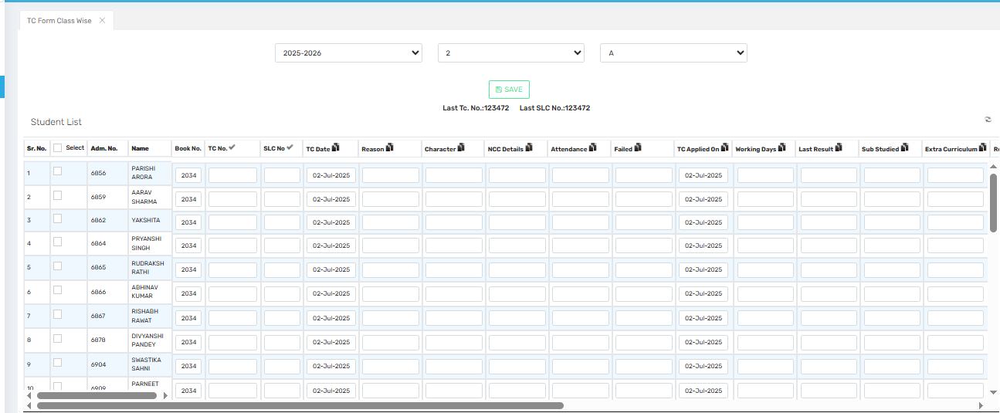 TC Form Class Wise
2025-2026 2 A
SAVE
Last Tc. No.:123472 Last SLC No.:123472
Student List
Sr. No. Select Adm. No. Name Book No. TC No. SLC No TC Date Reason Character NCC Details Attendance Failed TC Applied On Working Days Last Result Sub Studied Extra Curriculum
1 6856 PARISHI ARORA 2034 02-Jul-2025 02-Jul-2025
2 6859 AARAV SHARMA 2034 02-Jul-2025 02-Jul-2025
3 6862 YAKSHITA 2034 02-Jul-2025 02-Jul-2025
4 6864 PRYANSHI SINGH 2034 02-Jul-2025 02-Jul-2025
5 6865 RUDRAKSH RATHI 2034 02-Jul-2025 02-Jul-2025
6 6866 ABHINAV KUMAR 2034 02-Jul-2025 02-Jul-2025
7 6867 RISHABH RAWAT 2034 02-Jul-2025 02-Jul-2025
8 6878 DIVYANSHI PANDEY 2034 02-Jul-2025 02-Jul-2025
9 6904 SWASTIKA SAHNI 2034 02-Jul-2025 02-Jul-2025
10 6909 PARNEET 2034 02-Jul-2025 02-Jul-2025